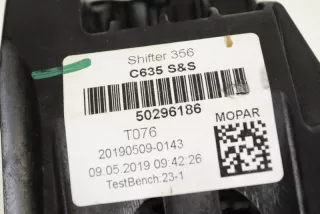 Shifter 356
C635 S&S
50296186
T076
MOPAR
20190509-0143
09.05.2019 09:42:26
TestBench.23-1